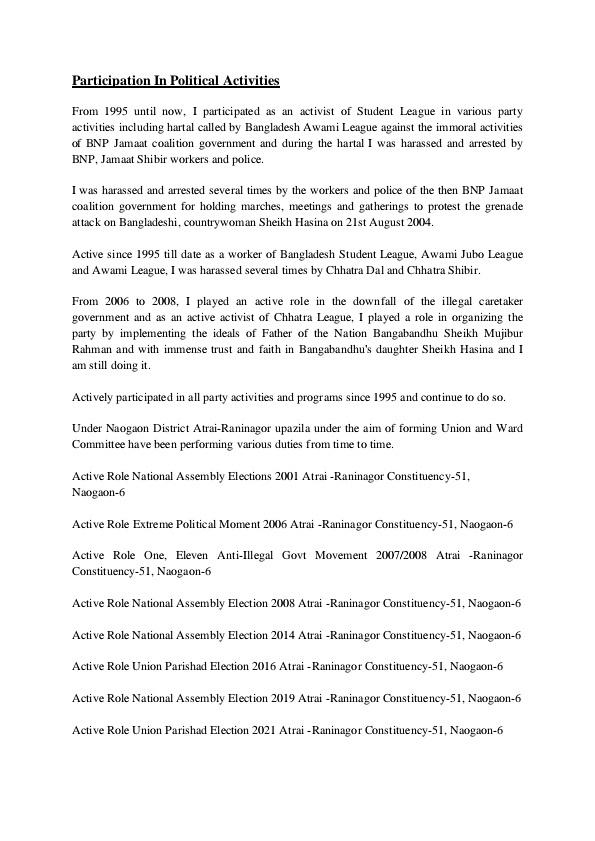 Participation In Political Activities
From 1995 until now, I participated as an activist of Student League in various party
activities including hartal called by Bangladesh Awami League against the immoral activities
of BNP Jamaat coalition government and during the hartal I was harassed and arrested by
BNP, Jamaat Shibir workers and police.
I was harassed and arrested several times by the workers and police of the then BNP Jamaat
coalition government for holding marches, meetings and gatherings to protest the grenade
attack on Bangladeshi, countrywoman Sheikh Hasina on 21st August 2004.
Active since 1995 till date as a worker of Bangladesh Student League, Awami Jubo League
and Awami League, I was harassed several times by Chhatra Dal and Chhatra Shibir.
From 2006 to 2008, I played an active role in the downfall of the illegal caretaker
government and as an active activist of Chhatra League, I played a role in organizing the
party by implementing the ideals of Father of the Nation Bangabandhu Sheikh Mujibur
Rahman and with immense trust and faith in Bangabandhu's daughter Sheikh Hasina and I
am still doing it.
Actively participated in all party activities and programs since 1995 and continue to do so.
Under Naogaon District Atrai-Raninagor upazila under the aim of forming Union and Ward
Committee have been performing various duties from time to time.
Active Role National Assembly Elections 2001 Atrai -Raninagor Constituency-51,
Naogaon-6
Active Role Extreme Political Moment 2006 Atrai -Raninagor Constituency-51, Naogaon-6
Active Role One, Eleven Anti-Illegal Govt Movement 2007/2008 Atrai -Raninagor
Constituency-51, Naogaon-6
Active Role National Assembly Election 2008 Atrai -Raninagor Constituency-51, Naogaon-6
Active Role National Assembly Election 2014 Atrai -Raninagor Constituency-51, Naogaon-6
Active Role Union Parishad Election 2016 Atrai -Raninagor Constituency-51, Naogaon-6
Active Role National Assembly Election 2019 Atrai -Raninagor Constituency-51, Naogaon-6
Active Role Union Parishad Election 2021 Atrai -Raninagor Constituency-51, Naogaon-6